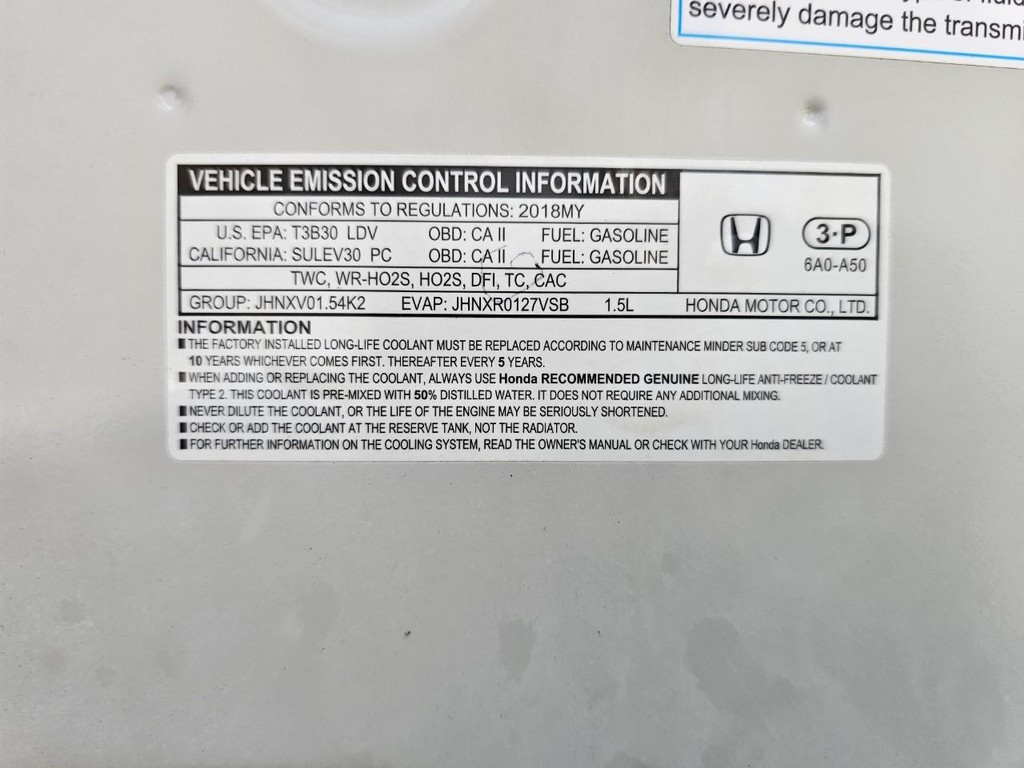 severely damage the
VEHICLE EMISSION CONTROL INFORMATION
CONFORMS TO REGULATIONS: 2018MY
U.S. EPA: T3B30 LDV OBD: CA II FUEL: GASOLINE
CALIFORNIA: SULEV30 PC OBD: CA II FUEL: GASOLINE
TWC, WR-HO2S, HO2S, DFI, TC, CAC
GROUP: JHNXV01.54K2 EVAP: JHNXR0127VSB 1.5L HONDA MOTOR CO., LTD.
3-P
6A0-A50
INFORMATION
THE FACTORY INSTALLED LONG-LIFE COOLANT MUST BE REPLACED ACCORDING TO MAINTENANCE MINDER SUB CODE 5, OR AT
10 YEARS WHICHEVER COMES FIRST. THEREAFTER EVERY 5 YEARS.
WHEN ADDING OR REPLACING THE COOLANT, ALWAYS USE Honda RECOMMENDED GENUINE LONG-LIFE ANTI-FREEZE / COOLANT
TYPE 2. THIS COOLANT IS PRE-MIXED WITH 50% DISTILLED WATER. IT DOES NOT REQUIRE ANY ADDITIONAL MIXING.
NEVER DILUTE THE COOLANT, OR THE LIFE OF THE ENGINE MAY BE SERIOUSLY SHORTENED.
CHECK OR ADD THE COOLANT AT THE RESERVE TANK, NOT THE RADIATOR.
FOR FURTHER INFORMATION ON THE COOLING SYSTEM, READ THE OWNER'S MANUAL OR CHECK WITH YOUR Honda DEALER.